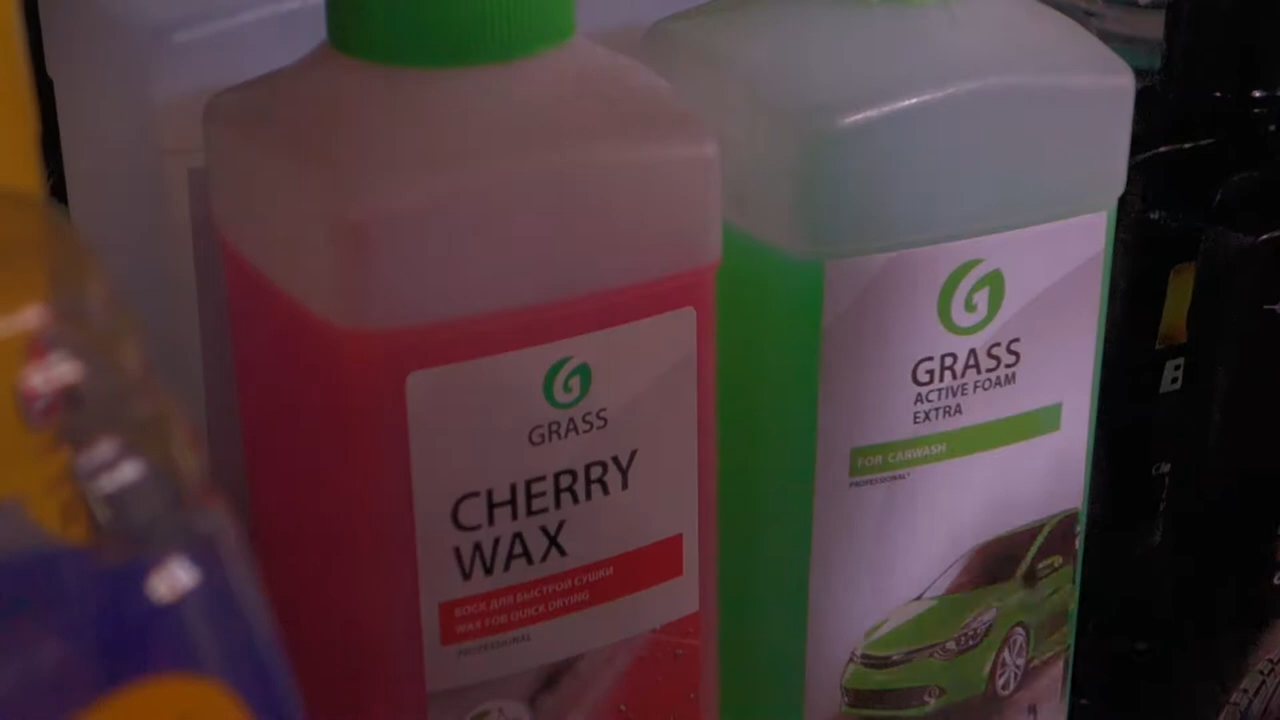 GRASS
CHERRY
WAX
ВОСК ДЛЯ БЫСТРОЙ СУШКИ
WAX FOR QUICK DRYING
PROFESSIONAL
GRASS
ACTIVE FOAM
EXTRA
FOR CARWASH
PROFESSIONAL